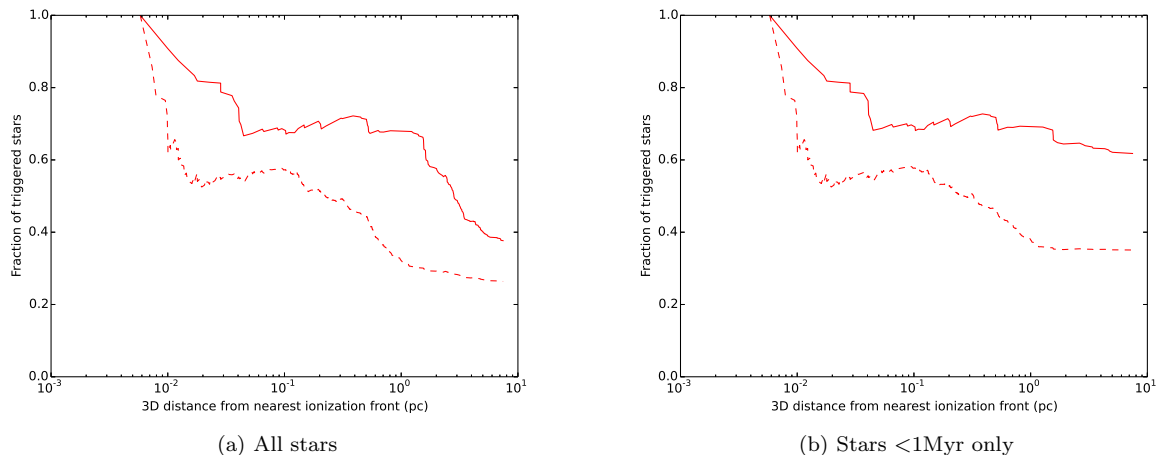 1.0
0.8
0.6
0.4
0.2
0.0
Fraction of triggered stars
10^-3 10^-2 10^-1 10^0 10^1
3D distance from nearest ionization front (pc)
(a) All stars
1.0
0.8
0.6
0.4
0.2
0.0
Fraction of triggered stars
10^-3 10^-2 10^-1 10^0 10^1
3D distance from nearest ionization front (pc)
(b) Stars <1Myr only